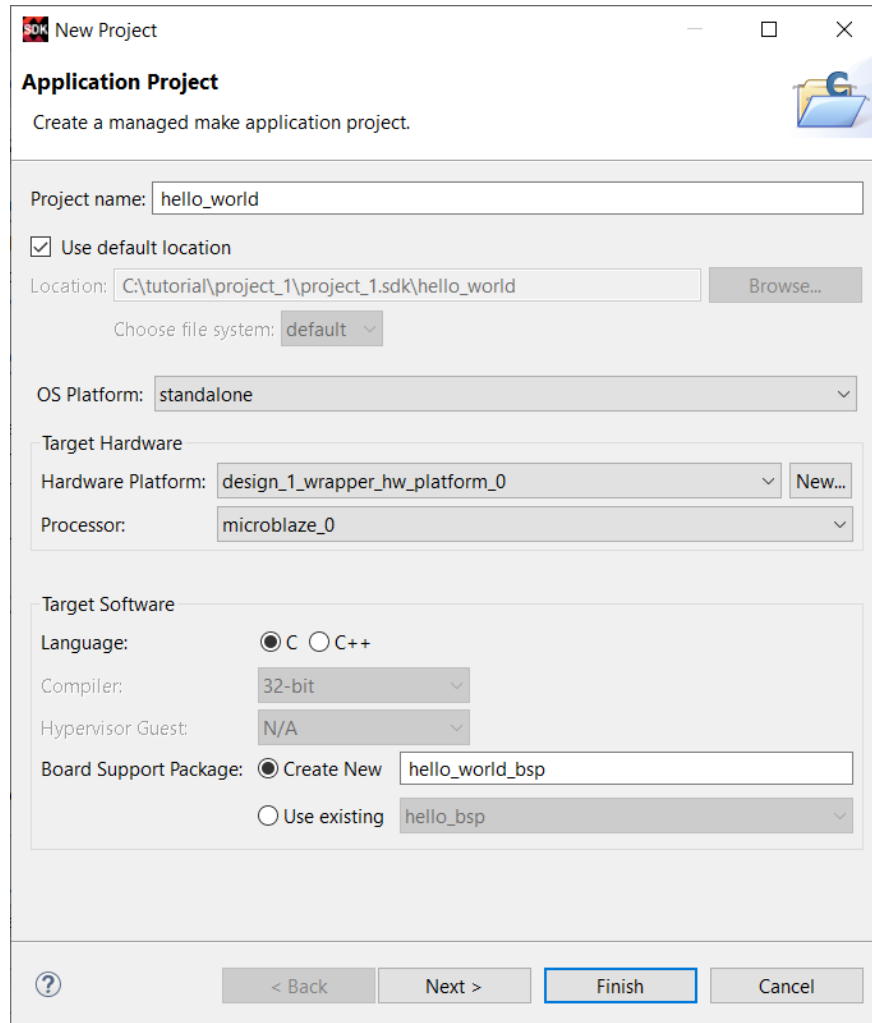 SDK New Project
Application Project
Create a managed make application project.
C
Project name: hello_world
Use default location
Location: C:\tutorial\project_1\project_1.sdk\hello_world Browse...
Choose file system: default
OS Platform: standalone
Target Hardware
Hardware Platform: design_1_wrapper_hw_platform_0 New...
Processor: microblaze_0
Target Software
Language: C C++
Compiler: 32-bit
Hypervisor Guest: N/A
Board Support Package: Create New hello_world_bsp
Use existing hello_bsp
? < Back Next > Finish Cancel